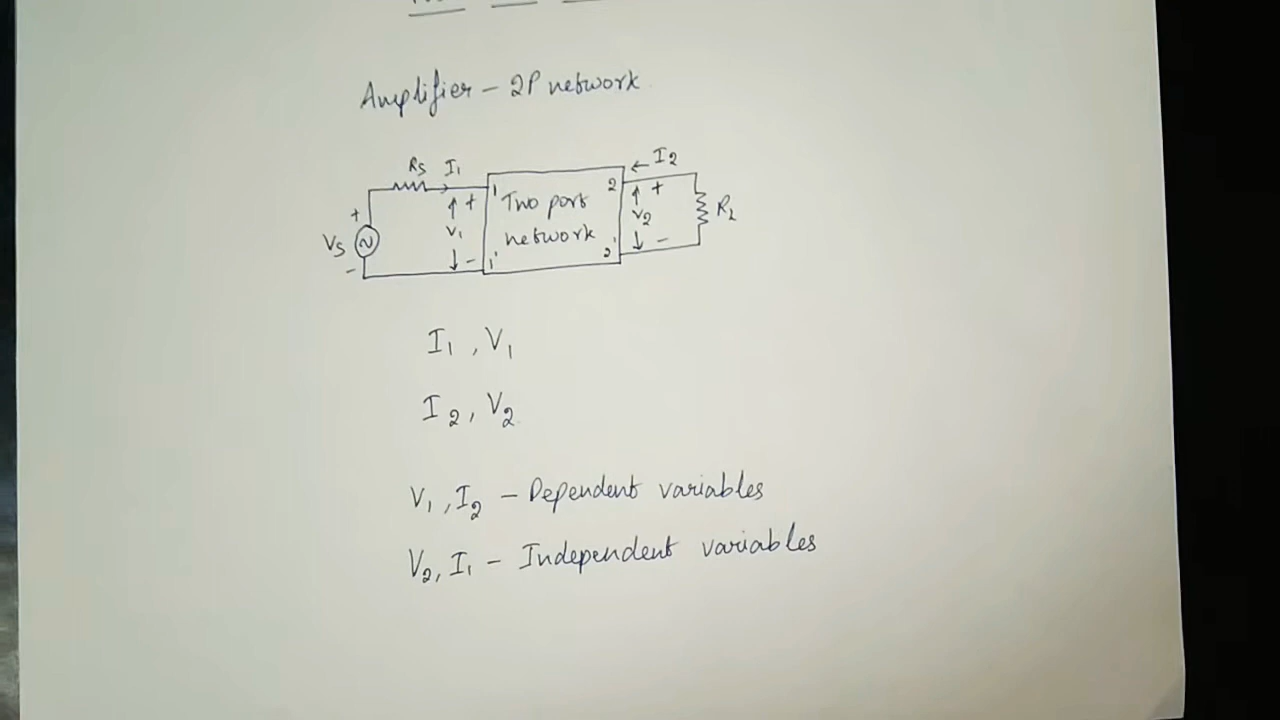 Amplifier - 2P network
Rs I1 ← I2
+ + 1 Two port 2 + RL
Vs V1 network V2
- - 1' 2' -
I1, V1
I2, V2
V1, I2 - Dependent variables
V2, I1 - Independent variables